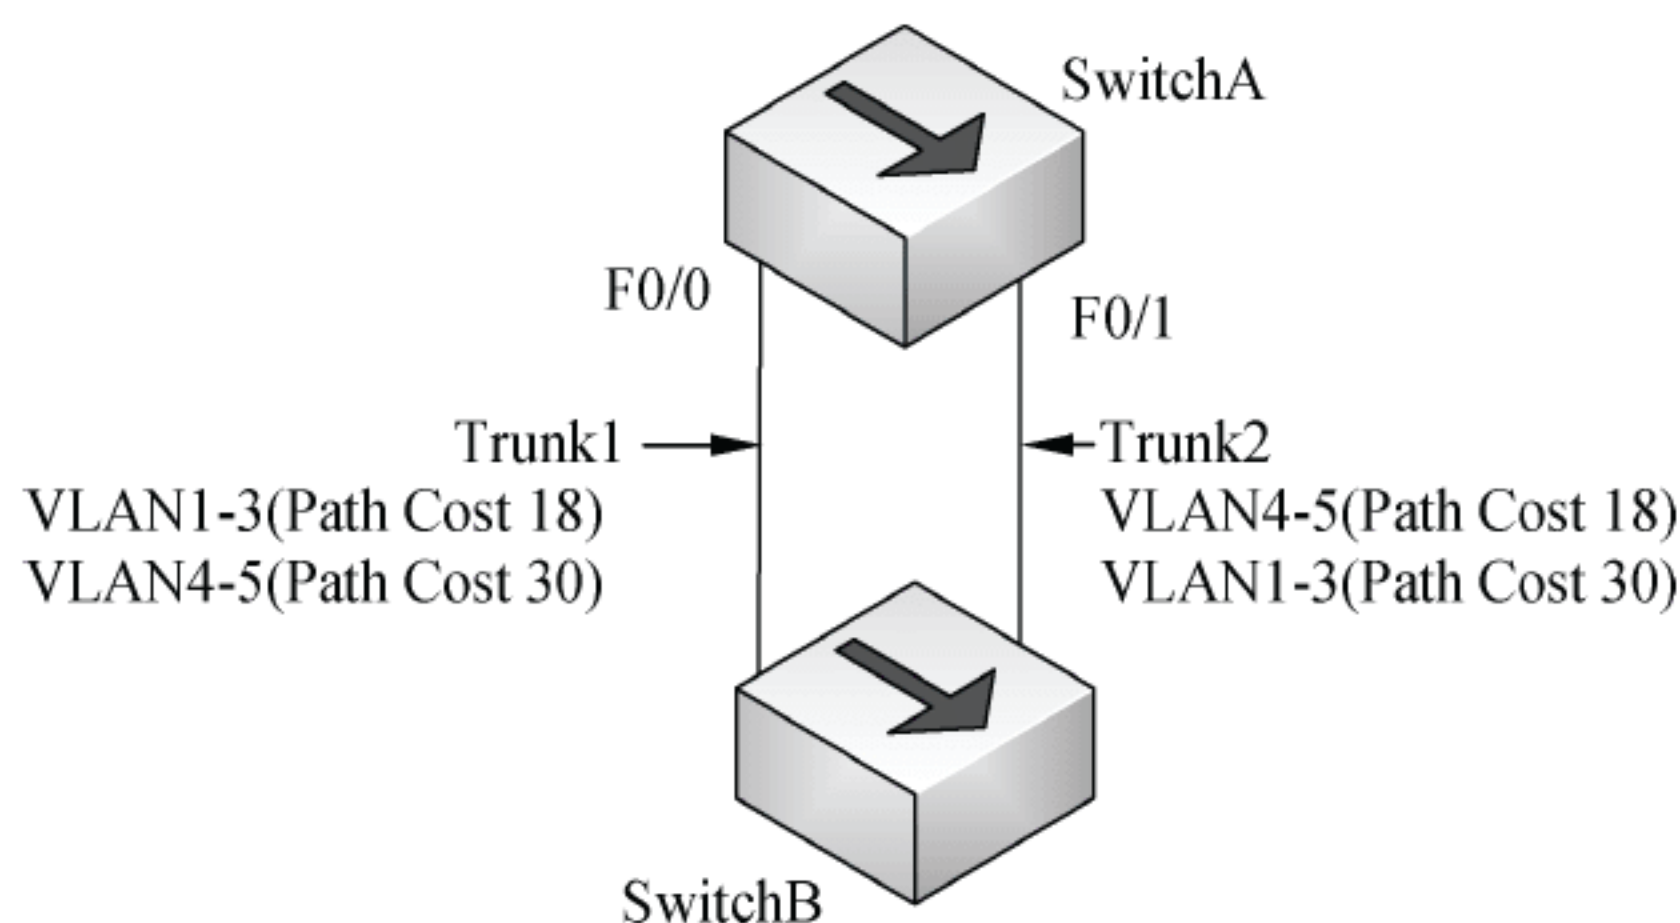 SwitchA
F0/0
F0/1
Trunk1
VLAN1-3(Path Cost 18)
VLAN4-5(Path Cost 30)
Trunk2
VLAN4-5(Path Cost 18)
VLAN1-3(Path Cost 30)
SwitchB